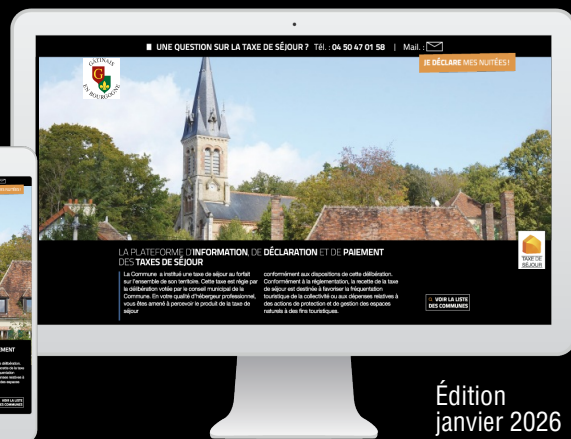 UNE QUESTION SUR LA TAXE DE SÉJOUR ? Tél. : 04 50 47 01 58 | Mail. :
JE DÉCLARE MES NUITÉES !
GÂTINAIS
G
EN BOURGOGNE
LA PLATEFORME D'INFORMATION, DE DÉCLARATION ET DE PAIEMENT
DES TAXES DE SÉJOUR
La Commune a institué une taxe de séjour au forfait
sur l'ensemble de son territoire. Cette taxe est régie par
la délibération votée par le conseil municipal de la
Commune. En votre qualité d'hébergeur professionnel,
vous êtes amené à percevoir le produit de la taxe de
séjour
conformément aux dispositions de cette délibération.
Conformément à la réglementation, la recette de la taxe
de séjour est destinée à favoriser la fréquentation
touristique de la collectivité ou aux dépenses relatives à
des actions de protection et de gestion des espaces
naturels à des fins touristiques.
TAXE DE
SÉJOUR
VOIR LA LISTE
DES COMMUNES
Édition
janvier 2026